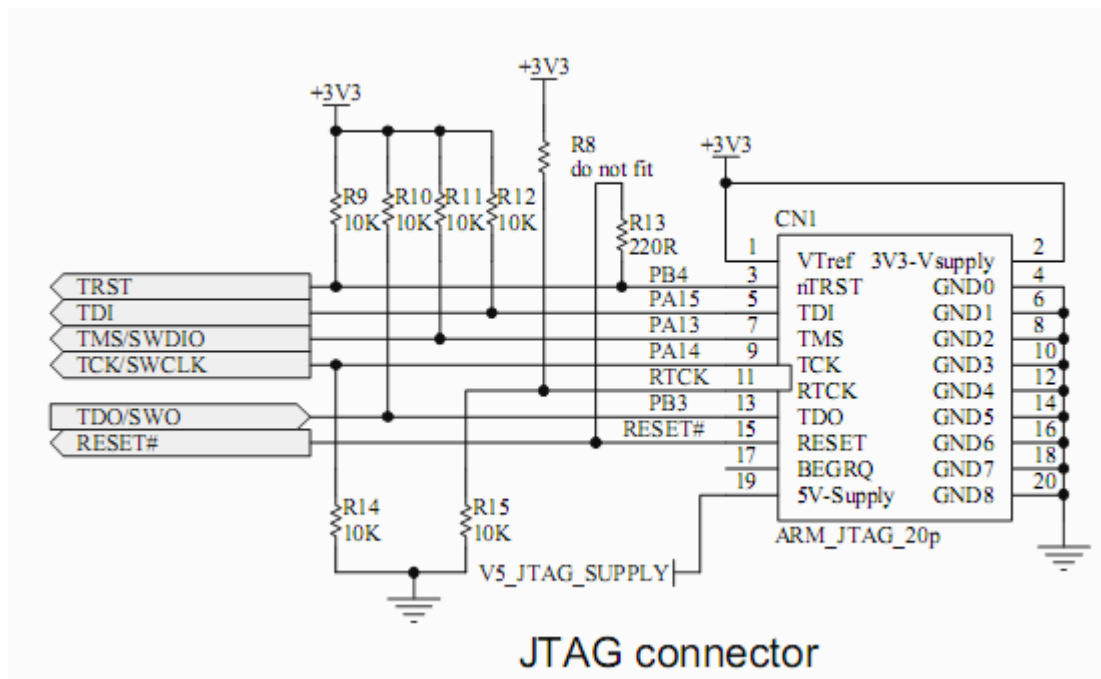 +3V3
+3V3
R8
do not fit
+3V3
R9
10K
R10
10K
R11
10K
R12
10K
R13
220R
CN1
TRST
TDI
TMS/SWDIO
TCK/SWCLK
TDO/SWO
RESET#
PB4
PA15
PA13
PA14
RTCK
PB3
RESET#
1
3
5
7
9
11
13
15
17
19
VTref
nTRST
TDI
TMS
TCK
RTCK
TDO
RESET
BEGRQ
5V-Supply
3V3-Vsupply
GND0
GND1
GND2
GND3
GND4
GND5
GND6
GND7
GND8
2
4
6
8
10
12
14
16
18
20
R14
10K
R15
10K
ARM_JTAG_20p
V5_JTAG_SUPPLY
JTAG connector